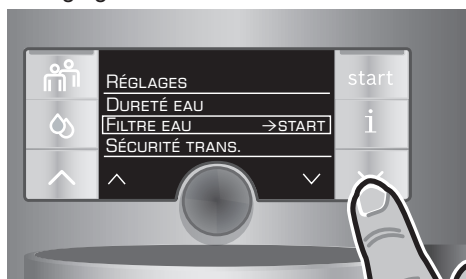 RÉGLAGES
start
DURETÉ EAU
FILTRE EAU →START
i
SÉCURITÉ TRANS.